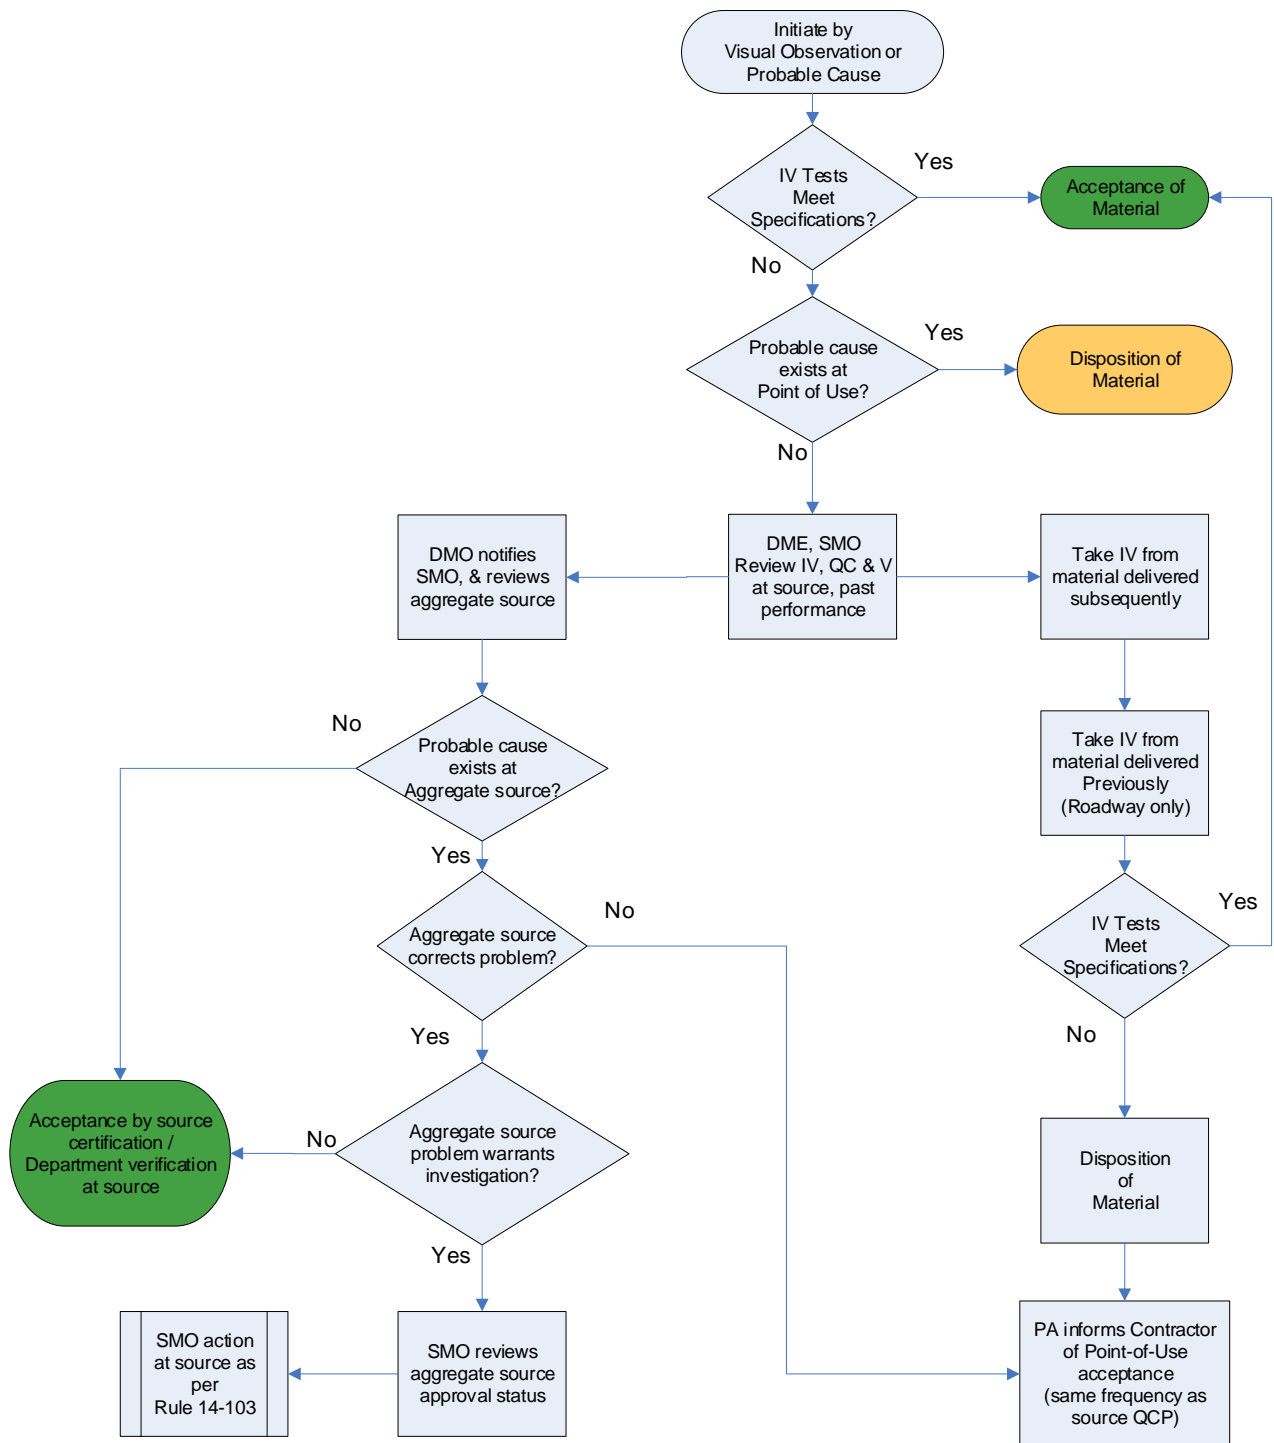 Initiate by
Visual Observation or
Probable Cause
IV Tests
Meet
Specifications?
Yes
Acceptance of
Material
No
Probable cause
exists at
Point of Use?
Yes
Disposition of
Material
No
DMO notifies
SMO, & reviews
aggregate source
DME, SMO
Review IV, QC & V
at source, past
performance
Take IV from
material delivered
subsequently
No
Probable cause
exists at
Aggregate source?
Take IV from
material delivered
Previously
(Roadway only)
Yes
Aggregate source
corrects problem?
No
IV Tests
Meet
Specifications?
Yes
Yes
No
Acceptance by source
certification /
Department verification
at source
No
Aggregate source
problem warrants
investigation?
Disposition
of
Material
Yes
SMO action
at source as
per
Rule 14-103
SMO reviews
aggregate source
approval status
PA informs Contractor
of Point-of-Use
acceptance
(same frequency as
source QCP)